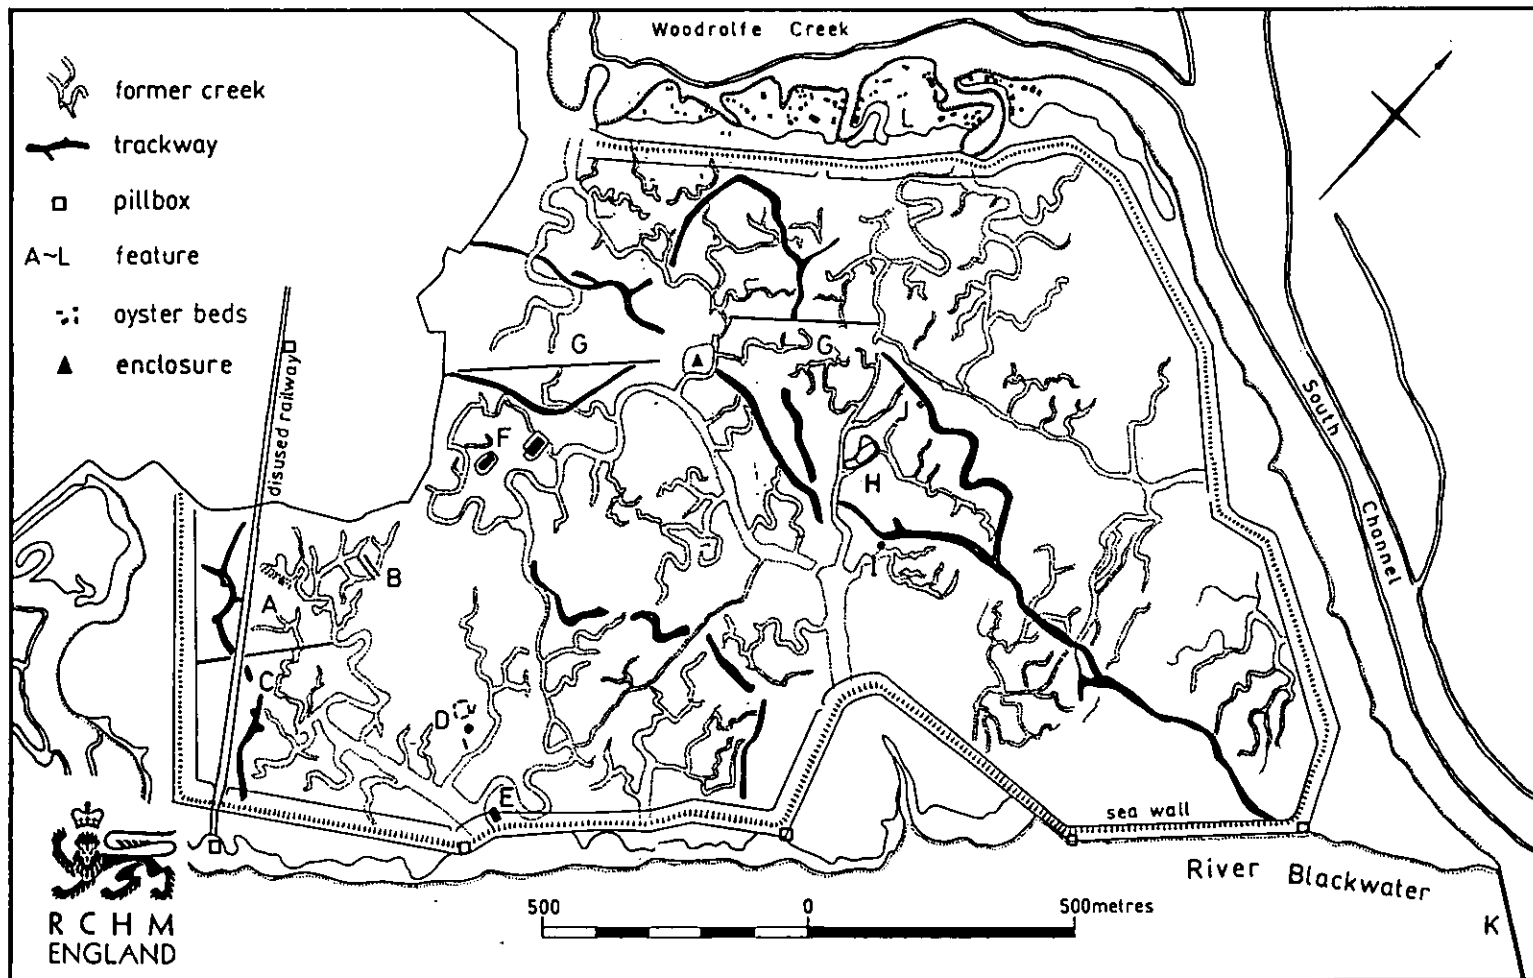 Woodrolfe Creek
former creek
trackway
pillbox
A~L feature
oyster beds
enclosure
disused railway
L
G
G
J
F
H
B
I
A
C
D
E
South Channel
sea wall
River Blackwater
K
500 0 500metres
RCHM
ENGLAND